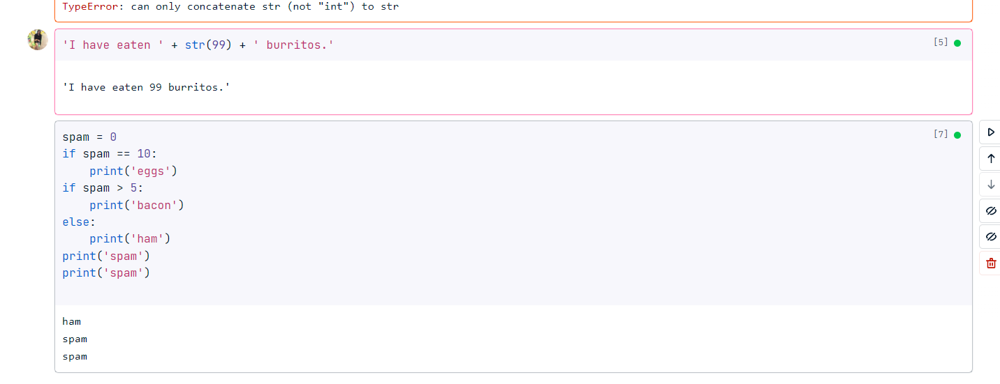 TypeError: can only concatenate str (not "int") to str
'I have eaten ' + str(99) + ' burritos.'
[5]
'I have eaten 99 burritos.'
spam = 0
[7]
if spam == 10:
    print('eggs')
if spam > 5:
    print('bacon')
else:
    print('ham')
print('spam')
print('spam')
ham
spam
spam